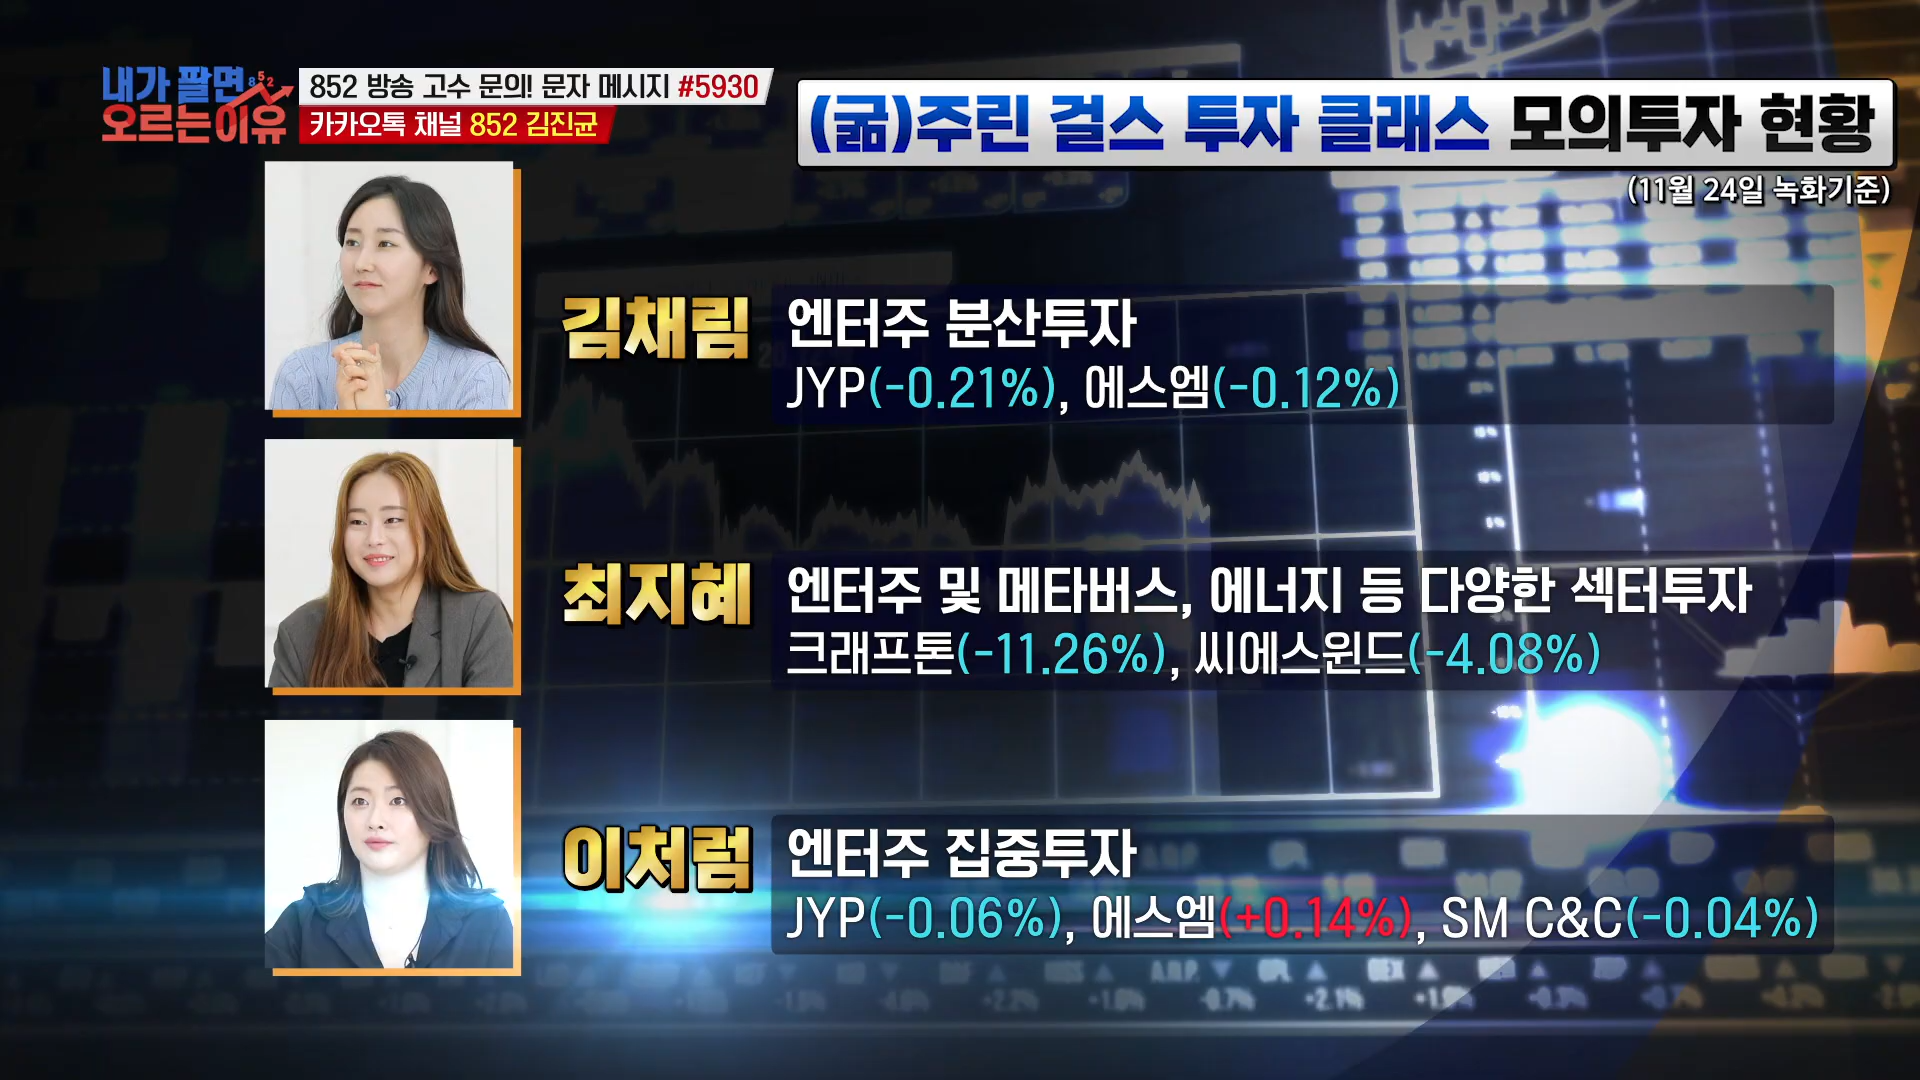 내가 팔면 852
오르는 이유
852 방송 고수 문의! 문자 메시지 #5930
카카오톡 채널 852 김진균
(굶)주린 걸스 투자 클래스 모의투자 현황
(11월 24일 녹화기준)
김채림
엔터주 분산투자
JYP(-0.21%), 에스엠(-0.12%)
최지혜
엔터주 및 메타버스, 에너지 등 다양한 섹터투자
크래프톤(-11.26%), 씨에스윈드(-4.08%)
이처럼
엔터주 집중투자
JYP(-0.06%), 에스엠(+0.14%), SM C&C(-0.04%)